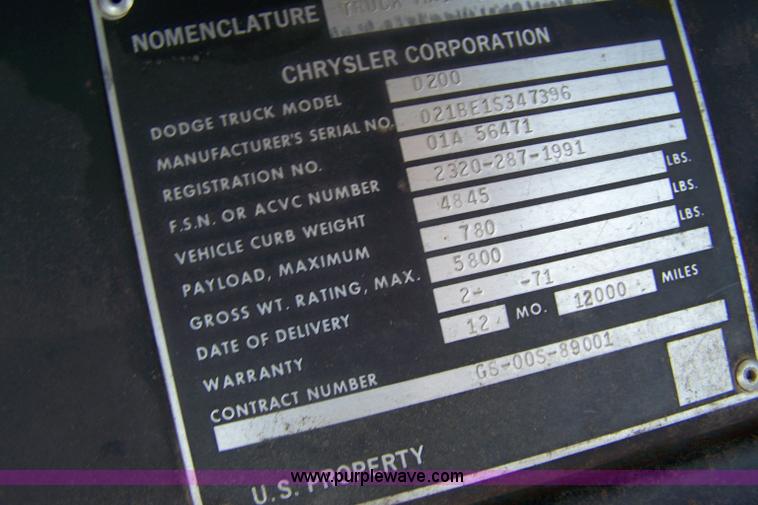 NOMENCLATURE TRUCK
CHRYSLER CORPORATION
DODGE TRUCK MODEL D200
MANUFACTURER'S SERIAL NO. D21BE1S347396
REGISTRATION NO. 01A 56471
F.S.N. OR ACVC NUMBER 2320-287-1991
VEHICLE CURB WEIGHT 4845 LBS.
PAYLOAD, MAXIMUM 780 LBS.
GROSS WT. RATING, MAX. 5800 LBS.
DATE OF DELIVERY 2- -71
WARRANTY 12 MO. 12000 MILES
CONTRACT NUMBER GS-00S-89001
U.S. PROPERTY
www.purplewave.com